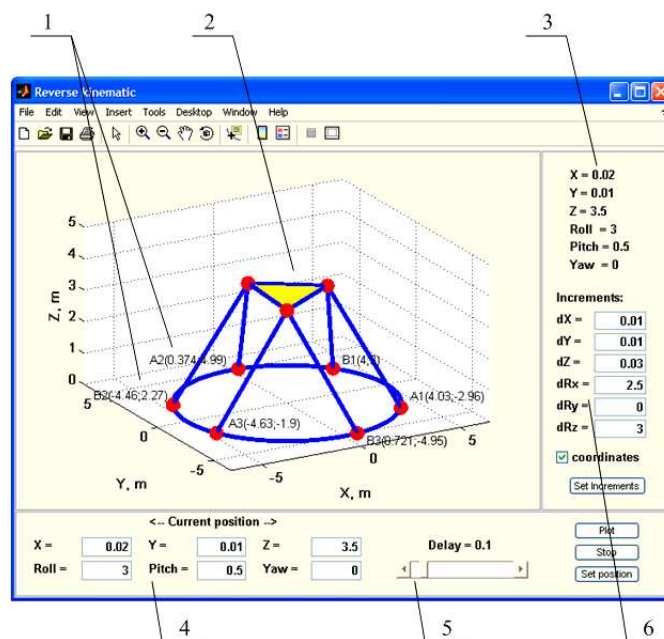 1 2 3
Reverse kinematic
File Edit View Insert Tools Desktop Window Help
X = 0.02
Y = 0.01
Z = 3.5
Roll = 3
Pitch = 0.5
Yaw = 0
Increments:
dX = 0.01
dY = 0.01
dZ = 0.03
dRx = 2.5
dRy = 0
dRz = 3
coordinates
Set Increments
5
4
3
2
1
0
Z, m
A2(0.374;4.99)
B1(4;3)
B2(-4.46;2.27)
A1(4.03;-2.96)
A3(-4.63;-1.9)
B3(0.721;-4.95)
5
0
-5
Y, m
-5
0
5
X, m
<-- Current position -->
X = 0.02 Y = 0.01 Z = 3.5
Roll = 3 Pitch = 0.5 Yaw = 0
Delay = 0.1
Plot
Stop
Set position
4 5 6